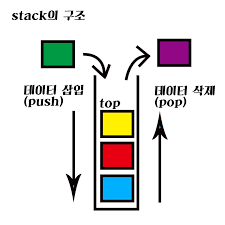 stack의 구조
데이터 삽입
(push)
top
데이터 삭제
(pop)